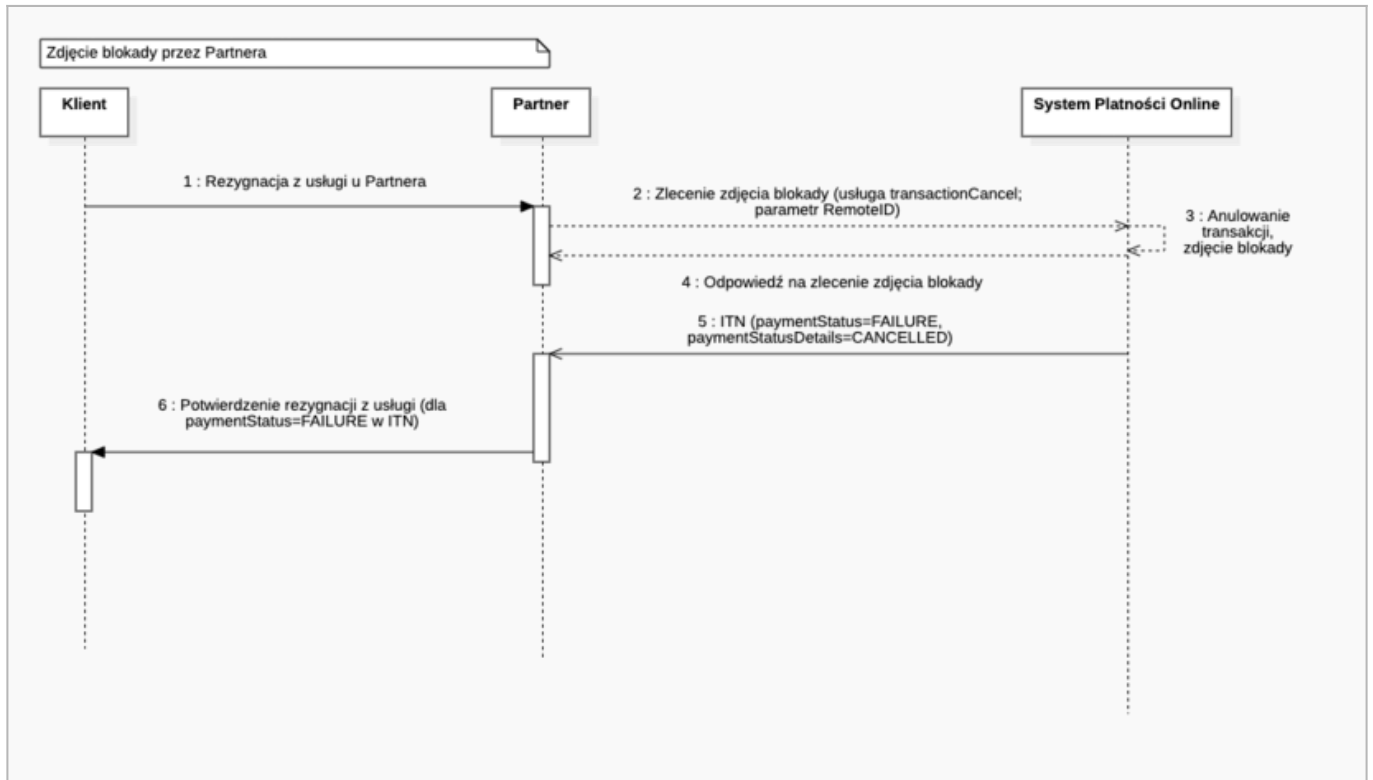 Zdjęcie blokady przez Partnera
Klient
Partner
System Płatności Online
1 : Rezygnacja z usługi u Partnera
2 : Zlecenie zdjęcia blokady (usługa transactionCancel;
parametr RemoteID)
3 : Anulowanie
transakcji,
zdjęcie blokady
4 : Odpowiedź na zlecenie zdjęcia blokady
5 : ITN (paymentStatus=FAILURE,
paymentStatusDetails=CANCELLED)
6 : Potwierdzenie rezygnacji z usługi (dla
paymentStatus=FAILURE w ITN)